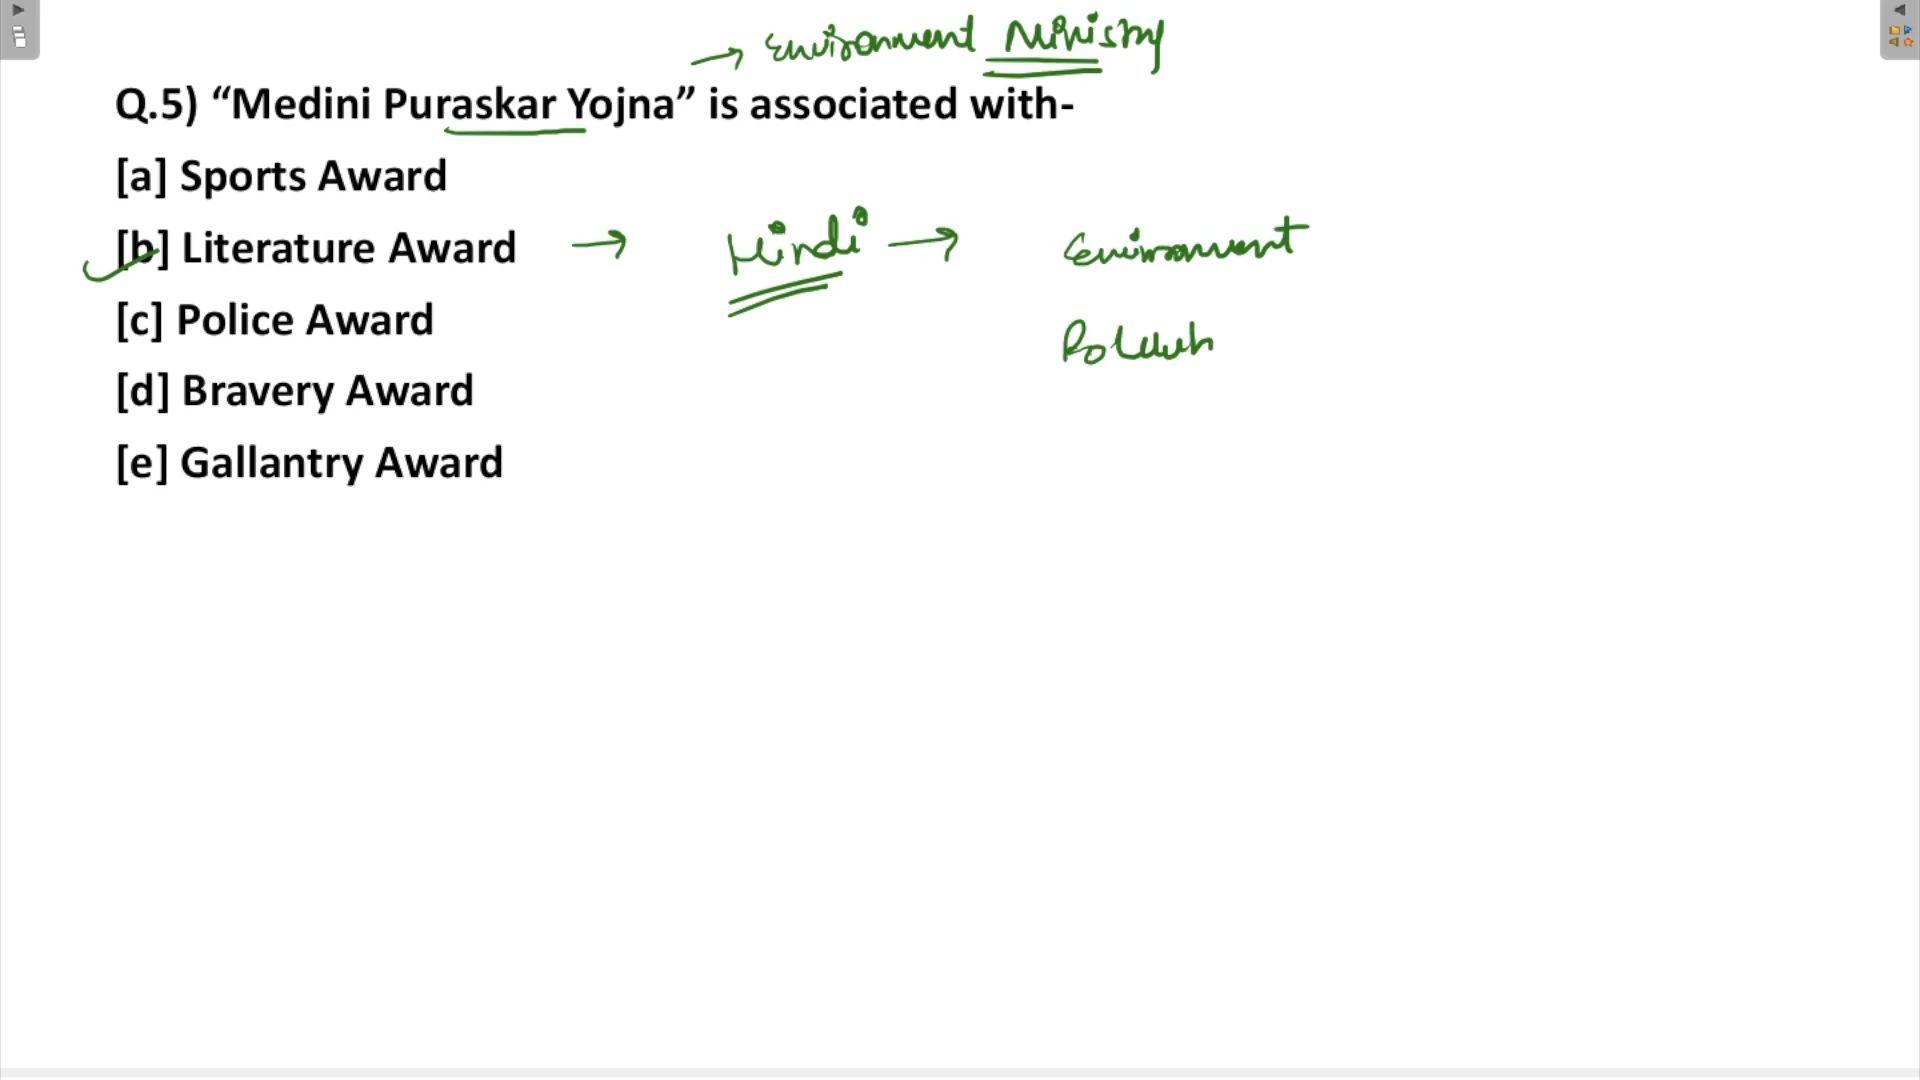 → Environment Ministry
Q.5) “Medini Puraskar Yojna” is associated with-
[a] Sports Award
[b] Literature Award → Hindi → Environment
[c] Police Award
[d] Bravery Award
[e] Gallantry Award